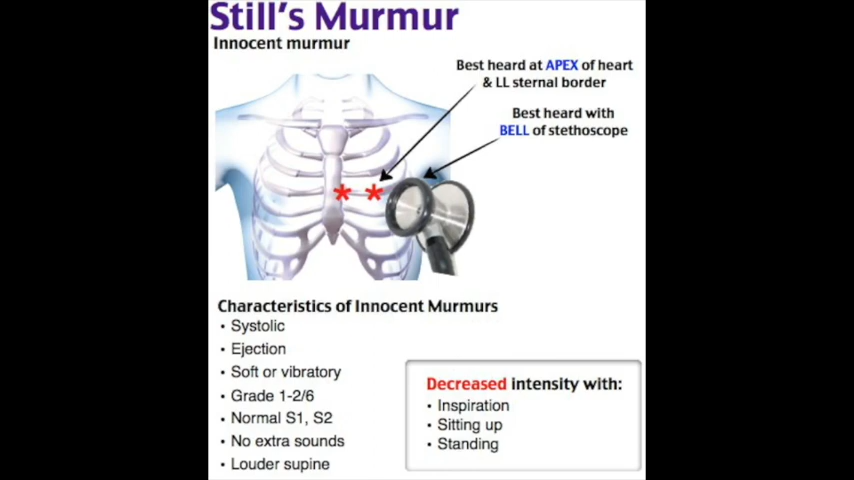 Still's Murmur
Innocent murmur
Best heard at APEX of heart
& LL sternal border
Best heard with
BELL of stethoscope
* *
Characteristics of Innocent Murmurs
• Systolic
• Ejection
• Soft or vibratory
• Grade 1-2/6
• Normal S1, S2
• No extra sounds
• Louder supine
Decreased intensity with:
• Inspiration
• Sitting up
• Standing